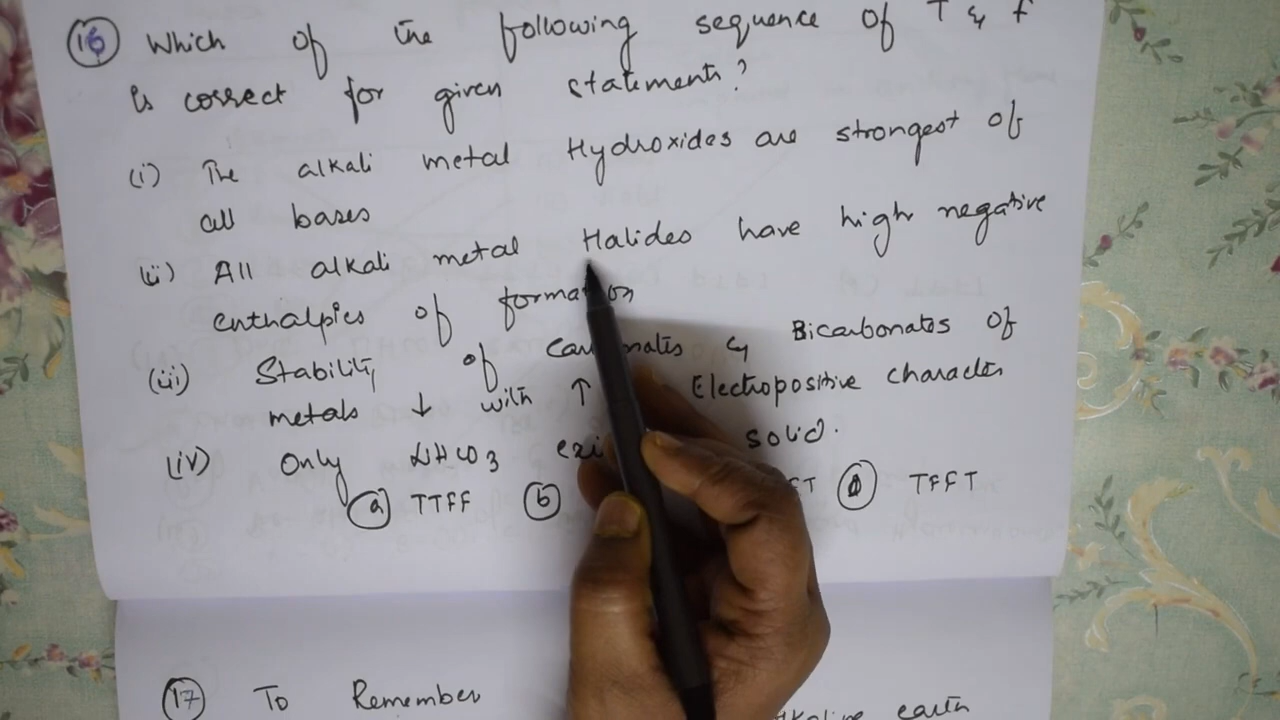 16 Which of the following sequence of T & F
is correct for given statements?
(i) The alkali metal Hydroxides are strongest of
all bases
(ii) All alkali metal Halides have high negative
enthalpies of formation
(iii) Stability of carbonates & Bicarbonates of
metals ↓ with ↑ Electropositive character
(iv) Only LiHCO3 solid.
a TTFF b FT d TFFT
17 To Remember earth